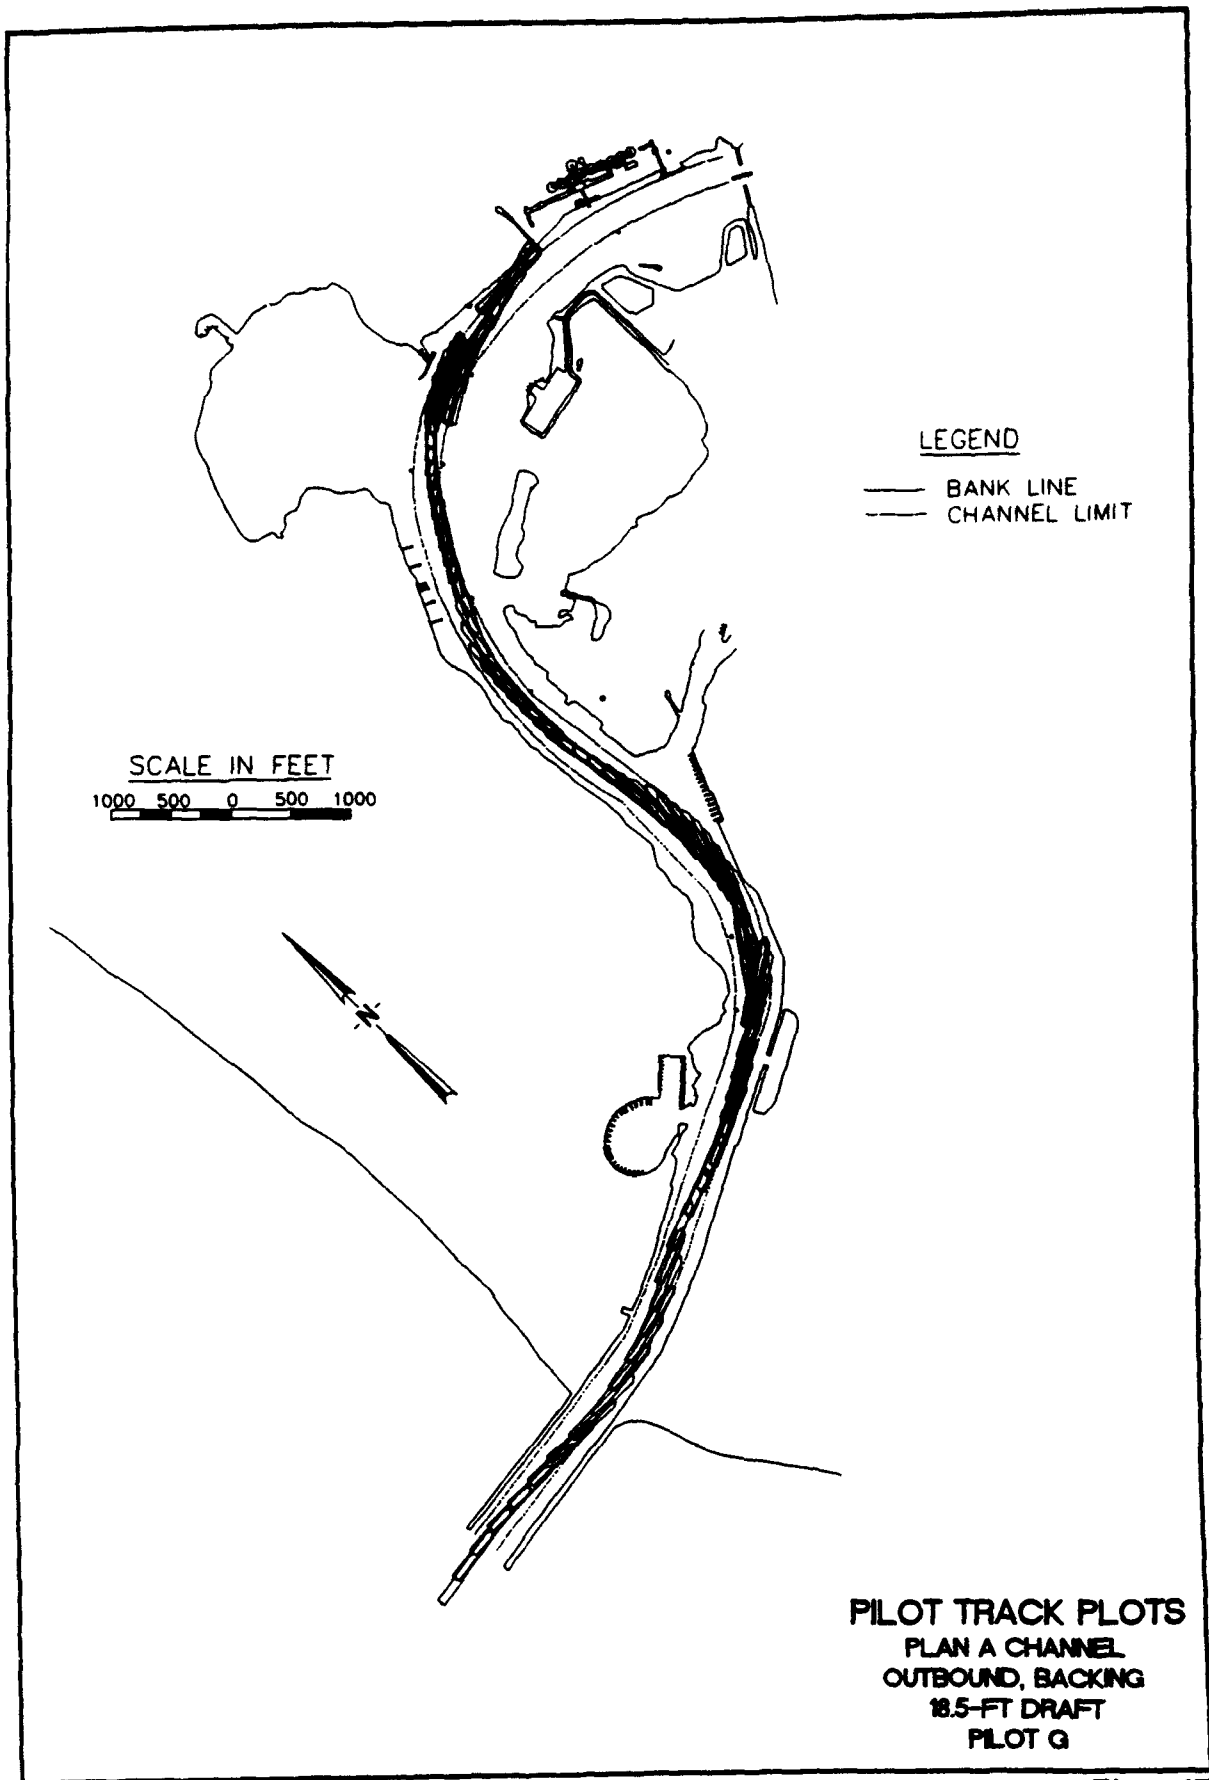 LEGEND
BANK LINE
CHANNEL LIMIT
SCALE IN FEET
1000 500 0 500 1000
N
PILOT TRACK PLOTS
PLAN A CHANNEL
OUTBOUND, BACKING
18.5-FT DRAFT
PILOT G